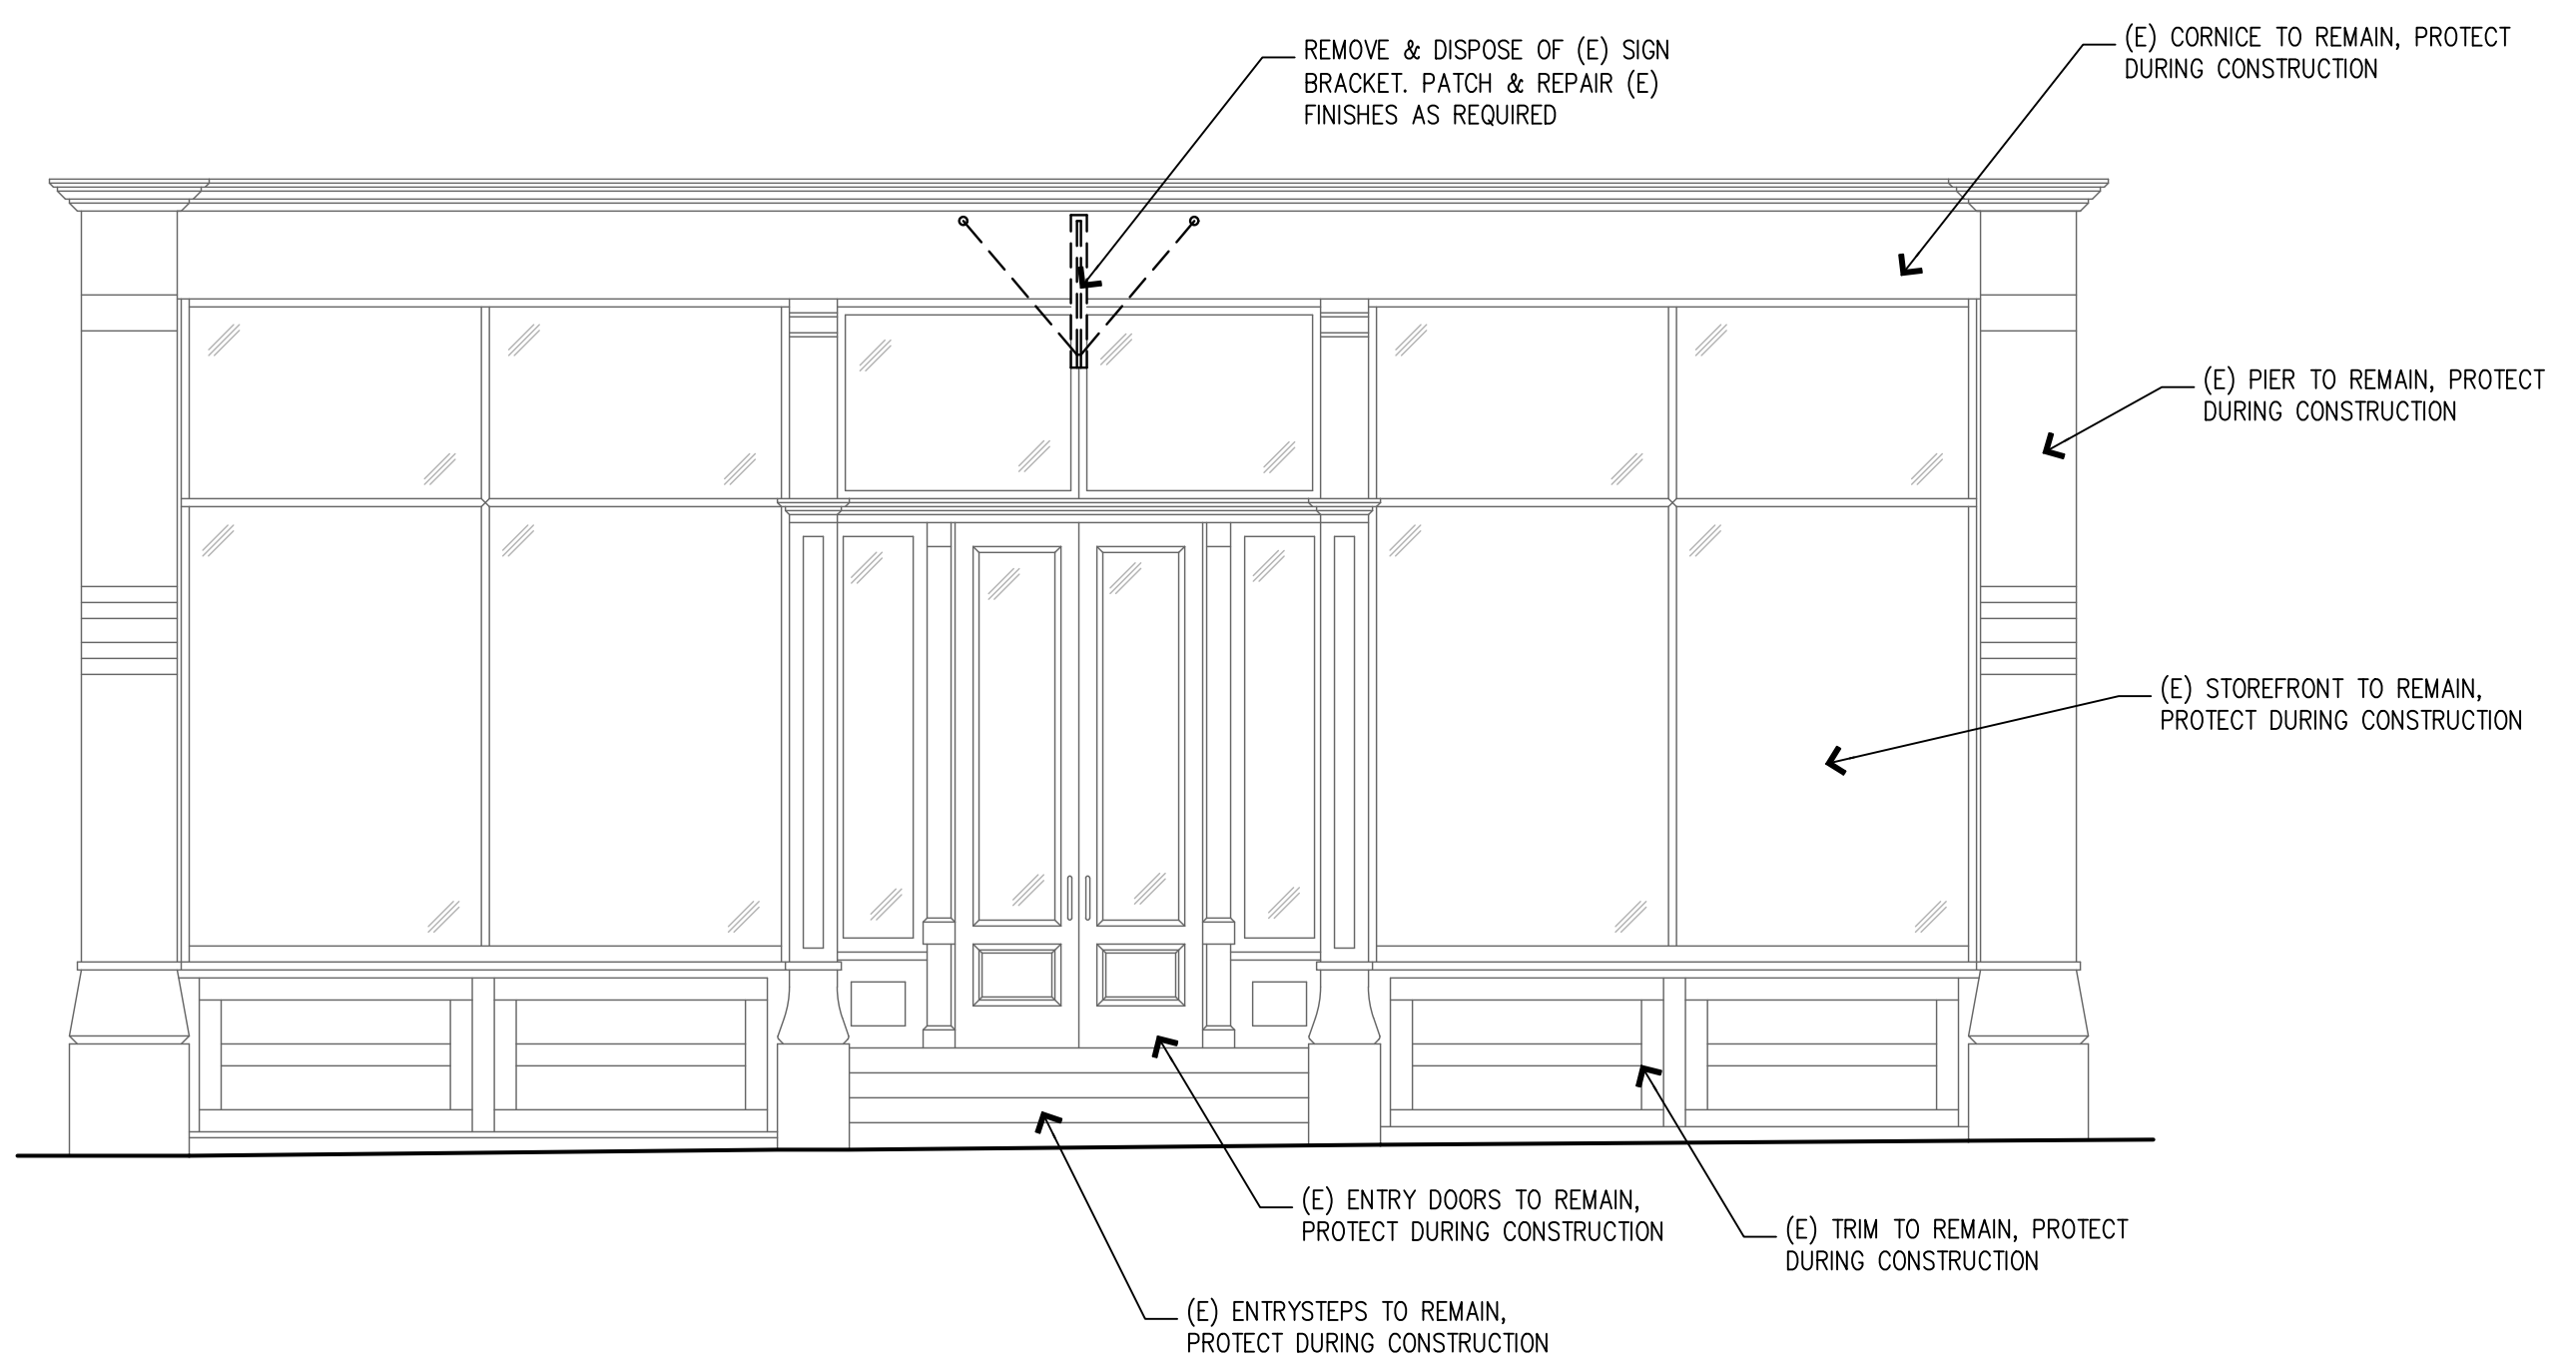 REMOVE & DISPOSE OF (E) SIGN
BRACKET. PATCH & REPAIR (E)
FINISHES AS REQUIRED
(E) CORNICE TO REMAIN, PROTECT
DURING CONSTRUCTION
(E) PIER TO REMAIN, PROTECT
DURING CONSTRUCTION
(E) STOREFRONT TO REMAIN,
PROTECT DURING CONSTRUCTION
(E) ENTRY DOORS TO REMAIN,
PROTECT DURING CONSTRUCTION
(E) TRIM TO REMAIN, PROTECT
DURING CONSTRUCTION
(E) ENTRYSTEPS TO REMAIN,
PROTECT DURING CONSTRUCTION